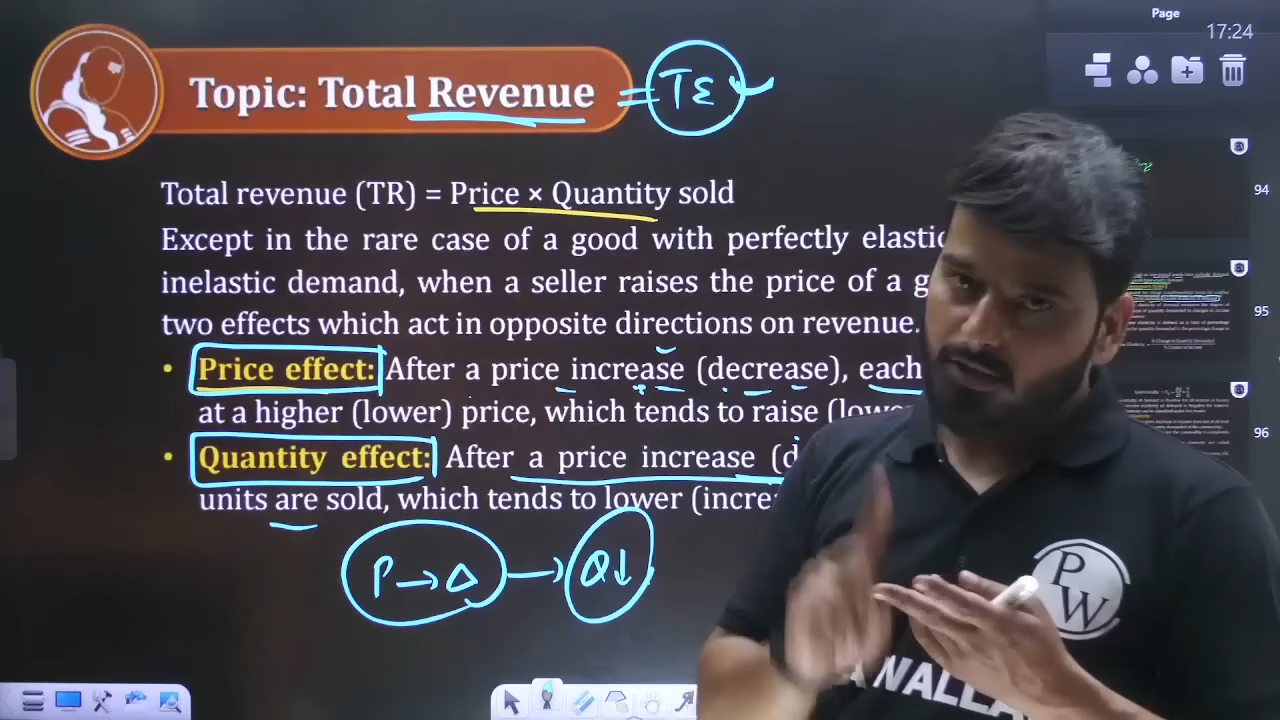 Page
17:24
Topic: Total Revenue = TE
Total revenue (TR) = Price × Quantity sold
Except in the rare case of a good with perfectly elastic
inelastic demand, when a seller raises the price of a g
two effects which act in opposite directions on revenue.
• Price effect: After a price increase (decrease), each
at a higher (lower) price, which tends to raise (lowe
• Quantity effect: After a price increase (d
units are sold, which tends to lower (increa
P → Δ → Q↓
94
95
96
PW
WALLA